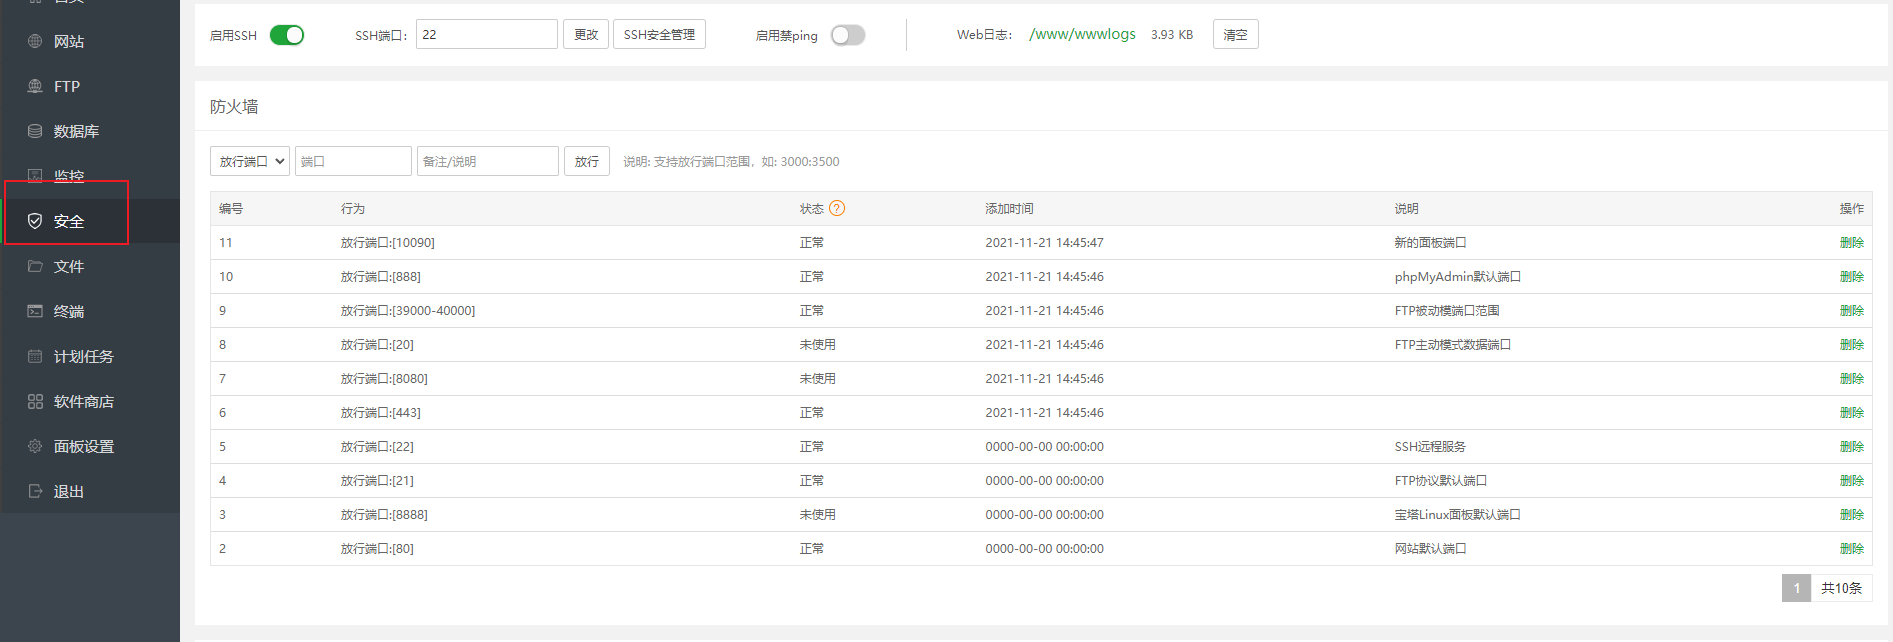 首页
网站
FTP
数据库
监控
安全
文件
终端
计划任务
软件商店
面板设置
退出
启用SSH SSH端口： 22 更改 SSH安全管理 启用禁ping Web日志： /www/wwwlogs 3.93 KB 清空
防火墙
放行端口 端口 备注/说明 放行 说明: 支持放行端口范围，如: 3000:3500
编号 行为 状态 ? 添加时间 说明 操作
11 放行端口:[10090] 正常 2021-11-21 14:45:47 新的面板端口 删除
10 放行端口:[888] 正常 2021-11-21 14:45:46 phpMyAdmin默认端口 删除
9 放行端口:[39000-40000] 正常 2021-11-21 14:45:46 FTP被动模端口范围 删除
8 放行端口:[20] 未使用 2021-11-21 14:45:46 FTP主动模式数据端口 删除
7 放行端口:[8080] 未使用 2021-11-21 14:45:46 删除
6 放行端口:[443] 正常 2021-11-21 14:45:46 删除
5 放行端口:[22] 正常 0000-00-00 00:00:00 SSH远程服务 删除
4 放行端口:[21] 正常 0000-00-00 00:00:00 FTP协议默认端口 删除
3 放行端口:[8888] 未使用 0000-00-00 00:00:00 宝塔Linux面板默认端口 删除
2 放行端口:[80] 正常 0000-00-00 00:00:00 网站默认端口 删除
1 共10条